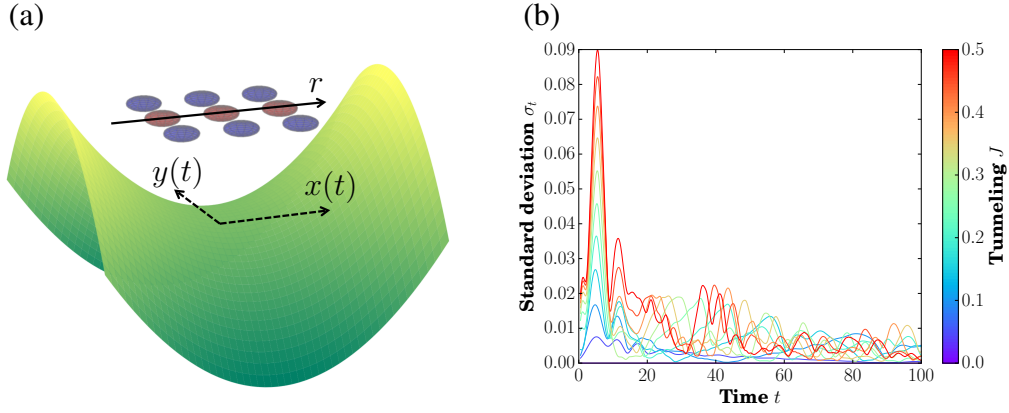 (a)
r
y(t)
x(t)
(b)
Standard deviation σ_t
0.09
0.08
0.07
0.06
0.05
0.04
0.03
0.02
0.01
0.00
0 20 40 60 80 100
Time t
0.5
0.4
0.3
0.2
0.1
0.0
Tunneling J